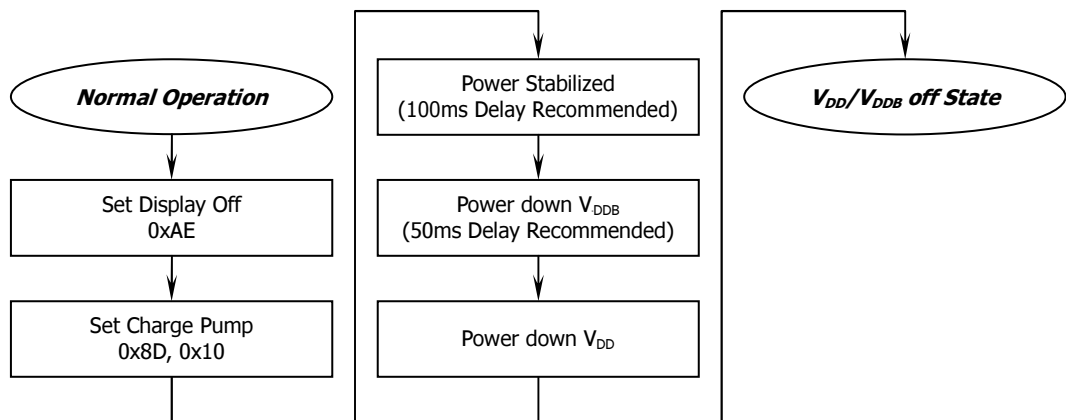 Normal Operation
Set Display Off
0xAE
Set Charge Pump
0x8D, 0x10
Power Stabilized
(100ms Delay Recommended)
Power down VDDB
(50ms Delay Recommended)
Power down VDD
VDD/VDDB off State